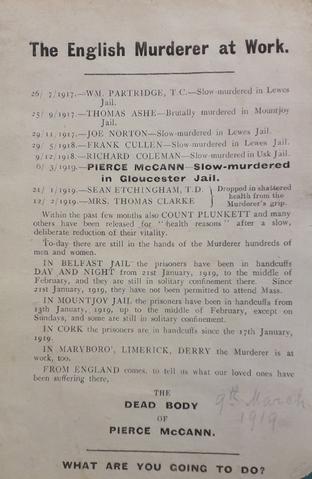 The English Murderer at Work.
26/ 7/1917.—WM. PARTRIDGE, T.C.—Slow-murdered in Lewes
Jail.
25/ 9/1917.—THOMAS ASHE—Brutally murdered in Mountjoy
Jail.
29/11/1917.—JOE NORTON—Slow-murdered in Lewes Jail.
29/ 5/1918.—FRANK CULLEN—Slow-murdered in Lewes Jail.
9/12/1918.—RICHARD COLEMAN—Slow-murdered in Usk Jail.
6/ 3/1919.—PIERCE McCANN—Slow-murdered
in Gloucester Jail.
21/ 1/1919.—SEAN ETCHINGHAM, T.D. } Dropped in shattered
12/ 2/1919.—MRS. THOMAS CLARKE } health from the
Murderer's grip.
Within the past few months also COUNT PLUNKETT and many
others have been released for "health reasons" after a slow,
deliberate reduction of their vitality.
To-day there are still in the hands of the Murderer hundreds of
men and women.
IN BELFAST JAIL the prisoners have been in handcuffs
DAY AND NIGHT from 21st January, 1919, to the middle of
February, and they are still in solitary confinement there. Since
21st January, 1919, they have not been permitted to attend Mass.
IN MOUNTJOY JAIL the prisoners have been in handcuffs from
13th January, 1919, up to the middle of February, except on
Sundays, and some are still in solitary confinement.
IN CORK the prisoners are in handcuffs since the 17th January,
1919.
IN MARYBORO', LIMERICK, DERRY the Murderer is at
work, too.
FROM ENGLAND comes, to tell us what our loved ones have
been suffering there,
THE
DEAD BODY
OF
PIERCE McCANN.
9th March
1919
WHAT ARE YOU GOING TO DO?